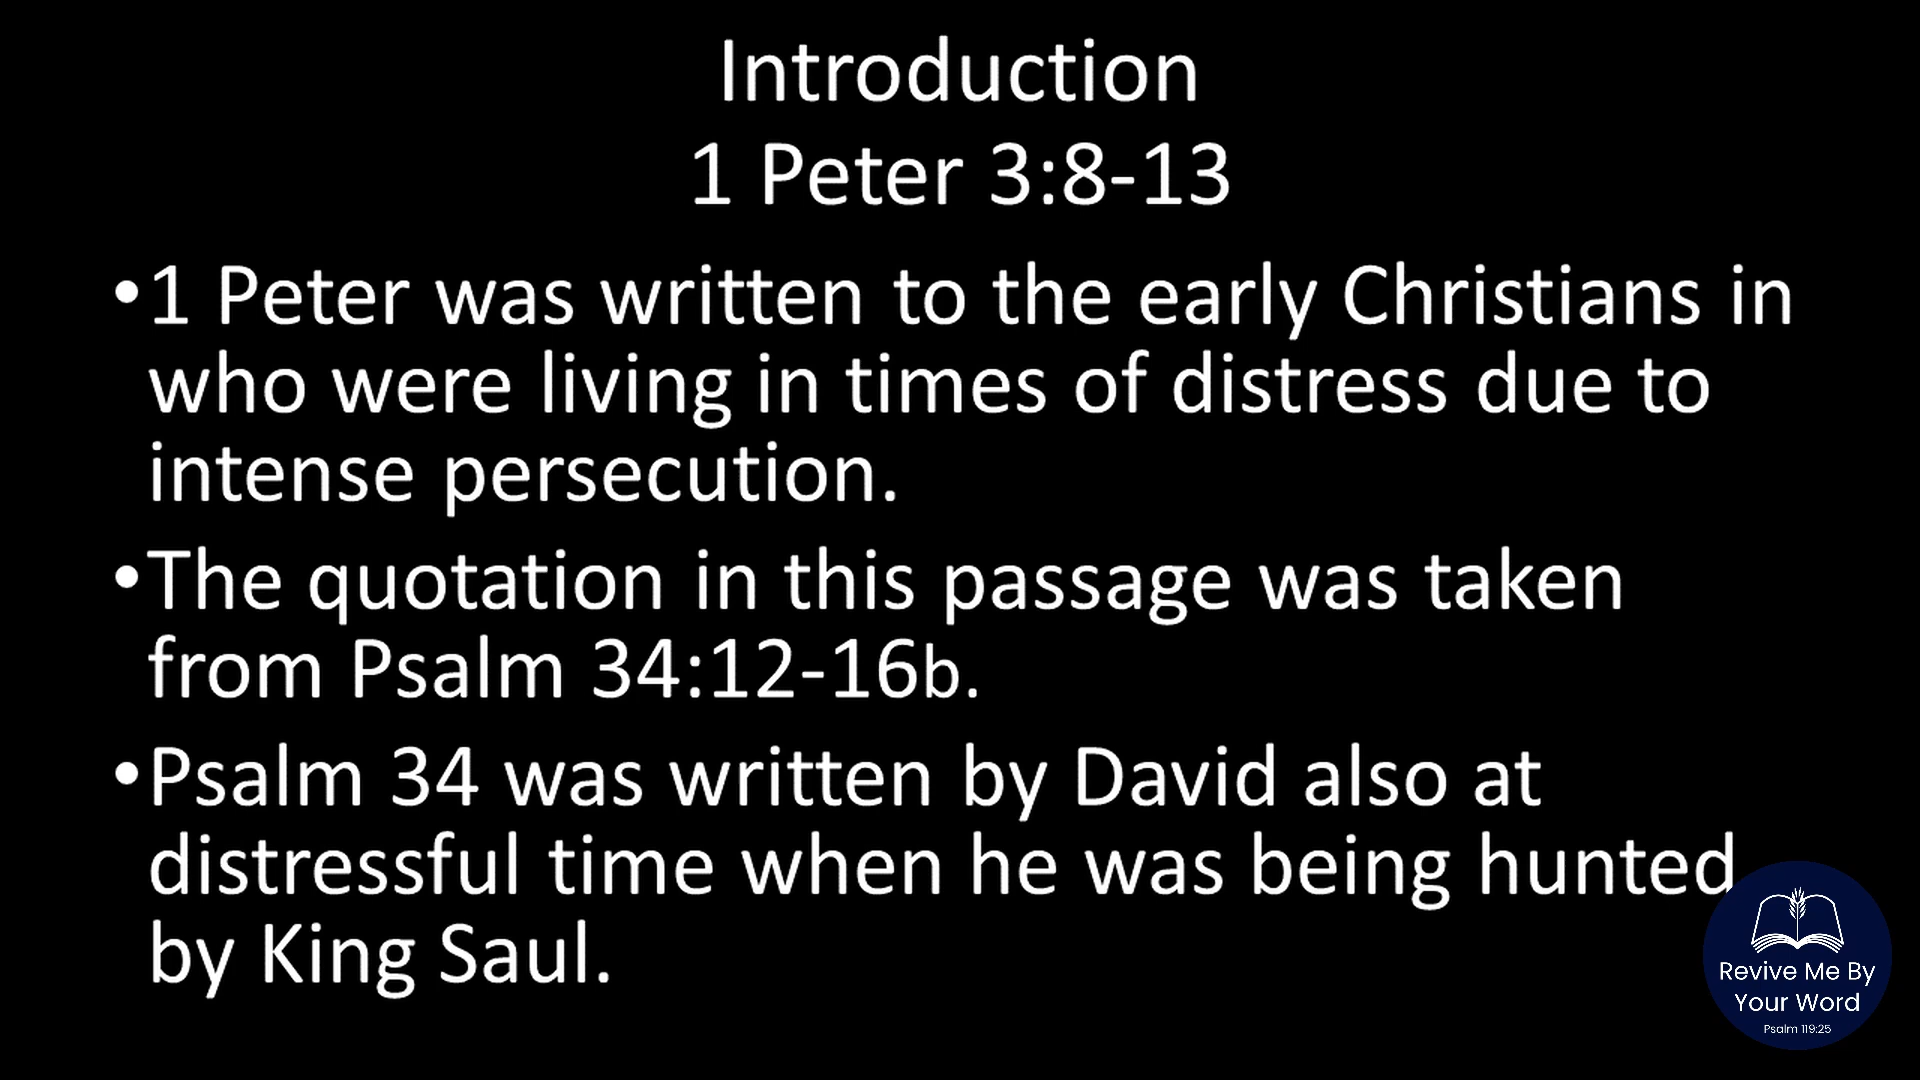 Introduction
1 Peter 3:8-13
•1 Peter was written to the early Christians in
who were living in times of distress due to
intense persecution.
•The quotation in this passage was taken
from Psalm 34:12-16b.
•Psalm 34 was written by David also at
distressful time when he was being hunted
by King Saul.
Revive Me By
Your Word
Psalm 119:25